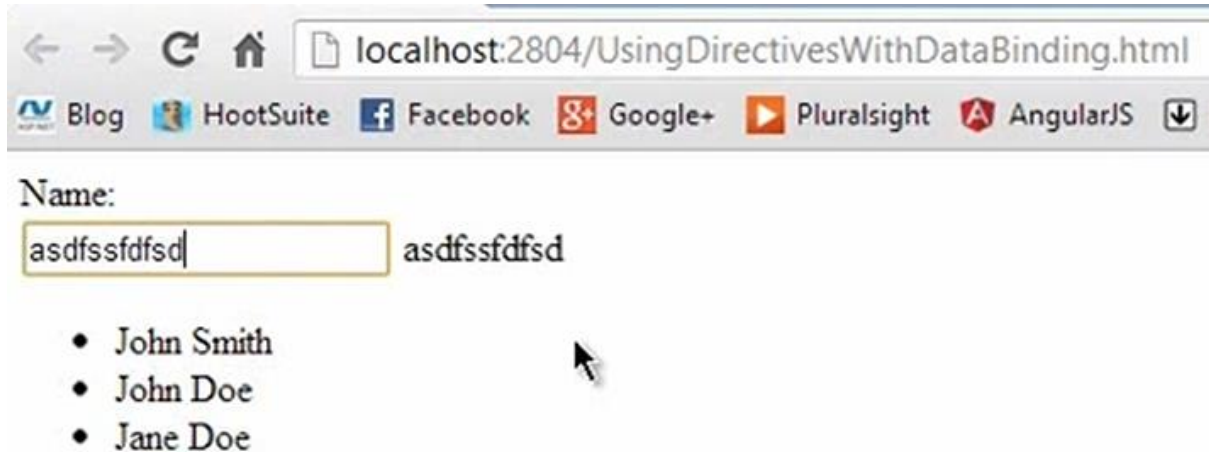 localhost:2804/UsingDirectivesWithDataBinding.html
Blog HootSuite Facebook Google+ Pluralsight AngularJS
Name:
asdfssfdfsd asdfssfdfsd
John Smith
John Doe
Jane Doe